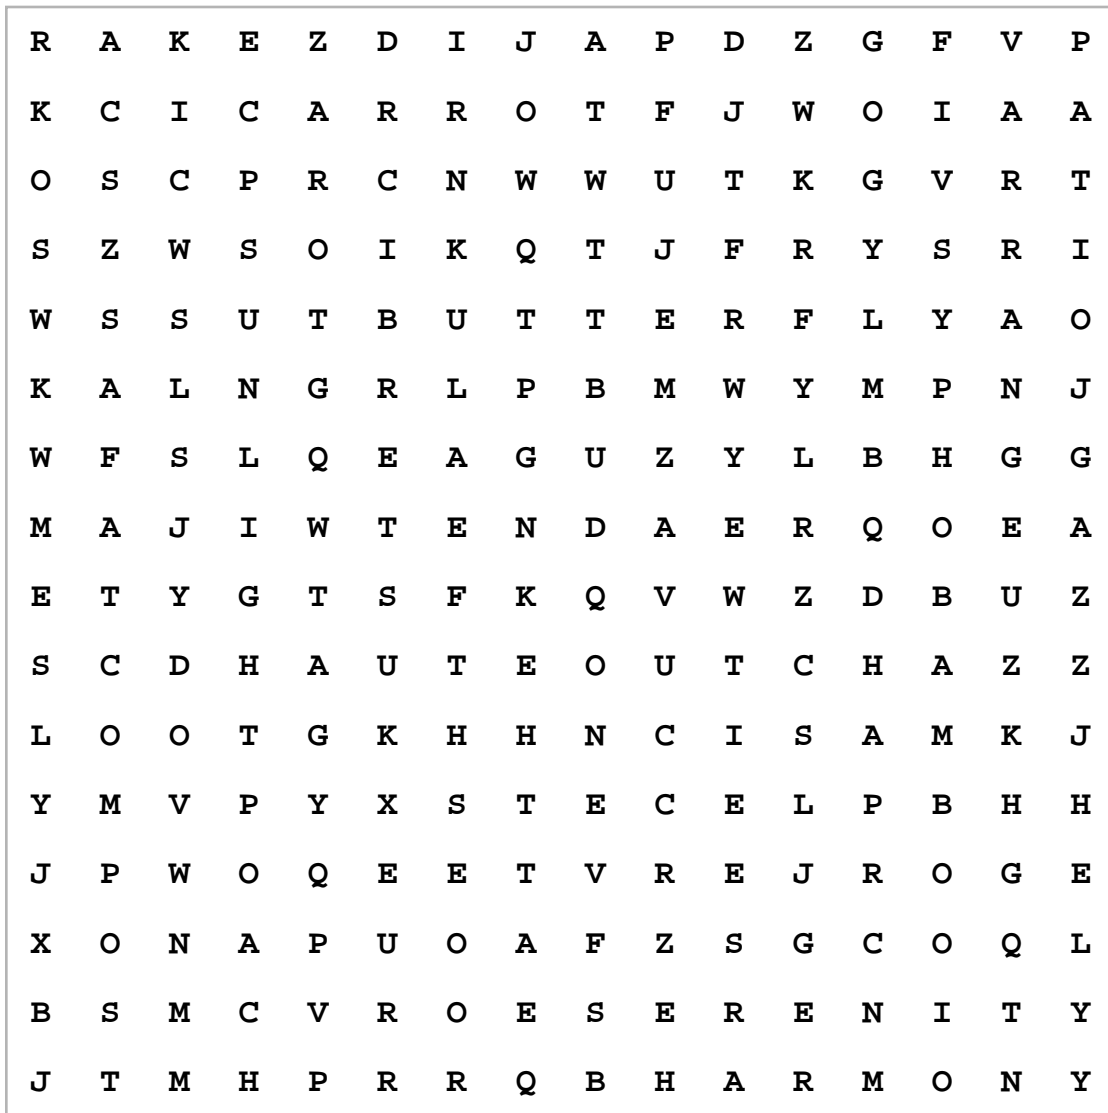 R A K E Z D I J A P D Z G F V P
K C I C A R R O T F J W O I A A
O S C P R C N W W U T K G V R T
S Z W S O I K Q T J F R Y S R I
W S S U T B U T T E R F L Y A O
K A L N G R L P B M W Y M P N J
W F S L Q E A G U Z Y L B H G G
M A J I W T E N D A E R Q O E A
E T Y G T S F K Q V W Z D B U Z
S C D H A U T E O U T C H A Z Z
L O O T G K H H N C I S A M K J
Y M V P Y X S T E C E L P B H H
J P W O Q E E T V R E J R O G E
X O N A P U O A F Z S G C O Q L
B S M C V R O E S E R E N I T Y
J T M H P R R Q B H A R M O N Y